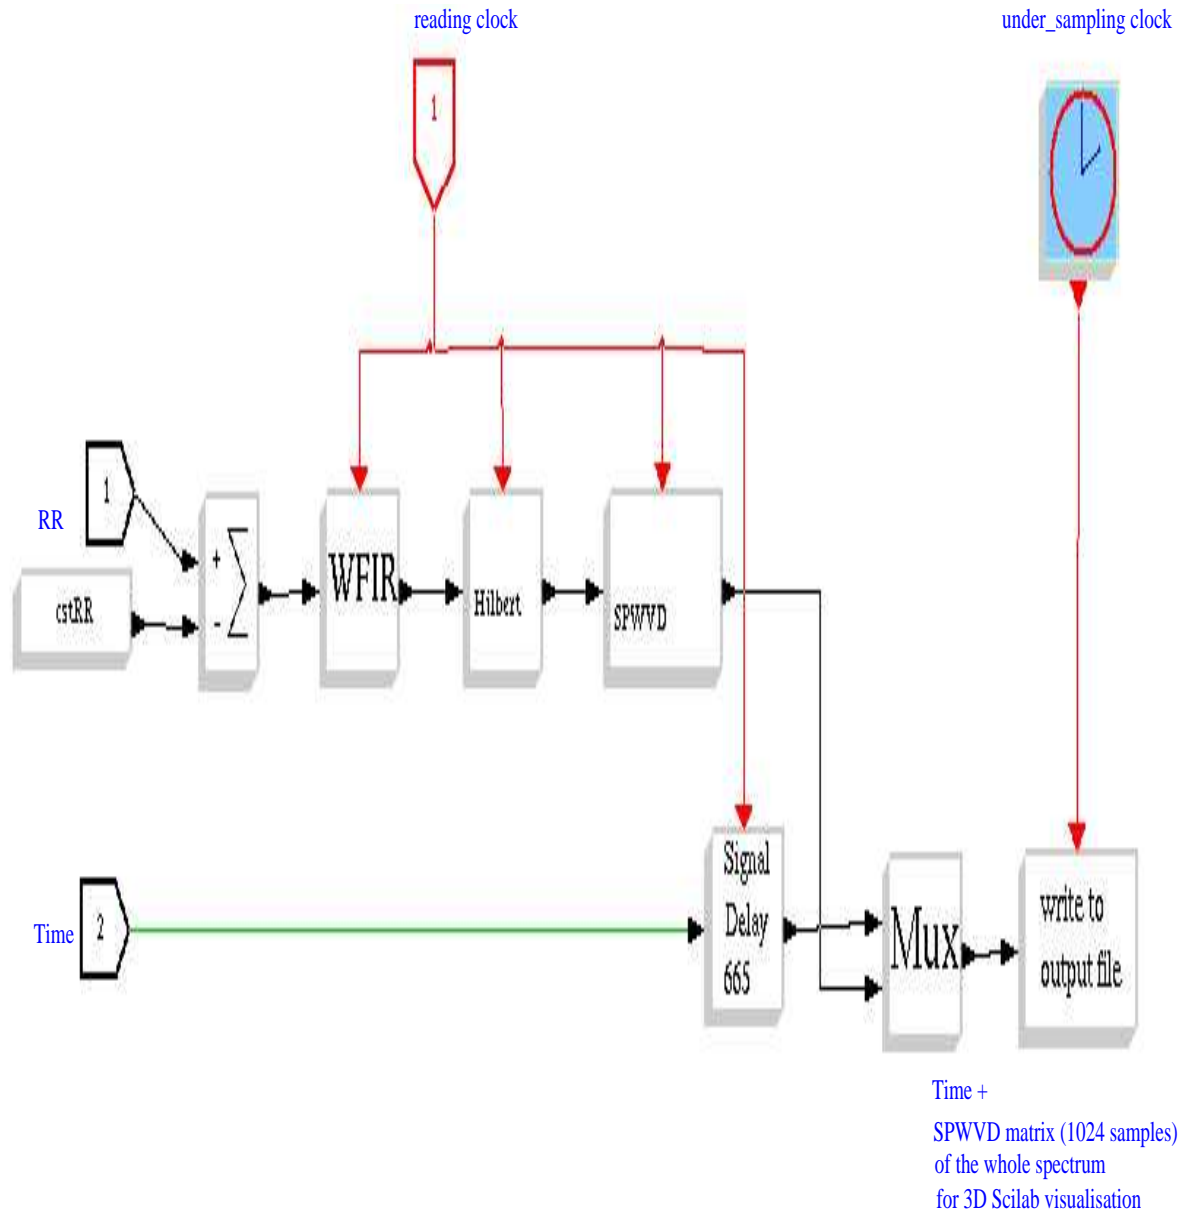 reading clock
under_sampling clock
1
1
RR
+
-
∑
cstRR
WFIR
Hilbert
SPWVD
Signal
Delay
665
Time
2
Mux
write to
output file
Time +
SPWVD matrix (1024 samples)
of the whole spectrum
for 3D Scilab visualisation